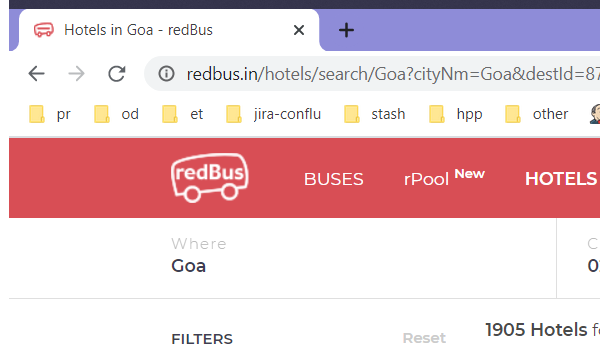 Hotels in Goa - redBus
redbus.in/hotels/search/Goa?cityNm=Goa&destId=87
pr od et jira-conflu stash hpp other
redBus BUSES rPool New HOTELS
Where
Goa
1905 Hotels
FILTERS Reset